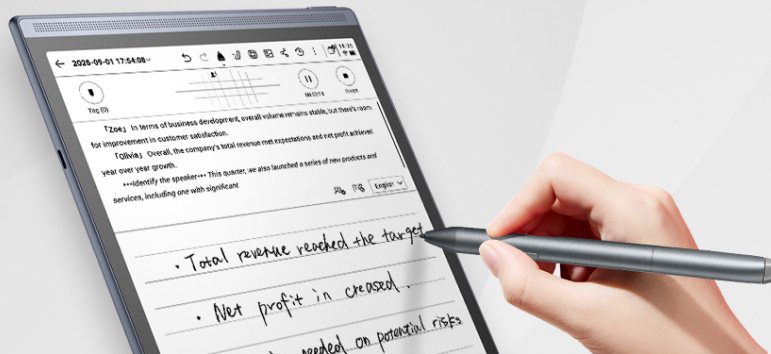 2025-09-01 17:54:08
Tag (0)
「Zoe」 In terms of business development, overall volume remains stable, but there's room
for improvement in customer satisfaction.
「Olivia」 Overall, the company's total revenue met expectations and net profit achieved
year over year growth.
***Identify the speaker*** This quarter, we also launched a series of new products and
services, including one with significant
English
• Total revenue reached the target
• Net profit in creased.
needed on potential risks